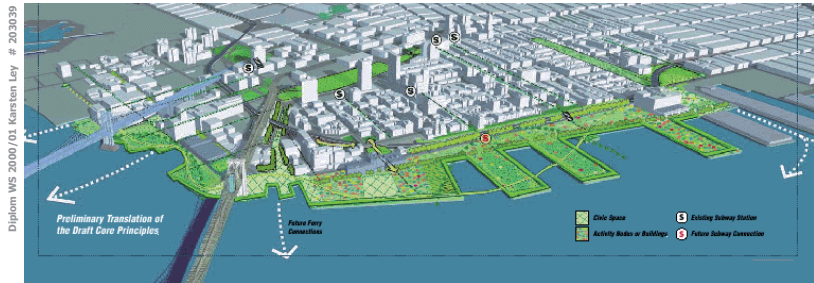 Diplom WS 2000/01 Karsten Ley # 203039
Preliminary Translation of
the Draft Core Principles
Future Ferry
Connections
Civic Space
Activity Nodes or Buildings
S Existing Subway Station
S Future Subway Connection
S
S
S
S
S
S